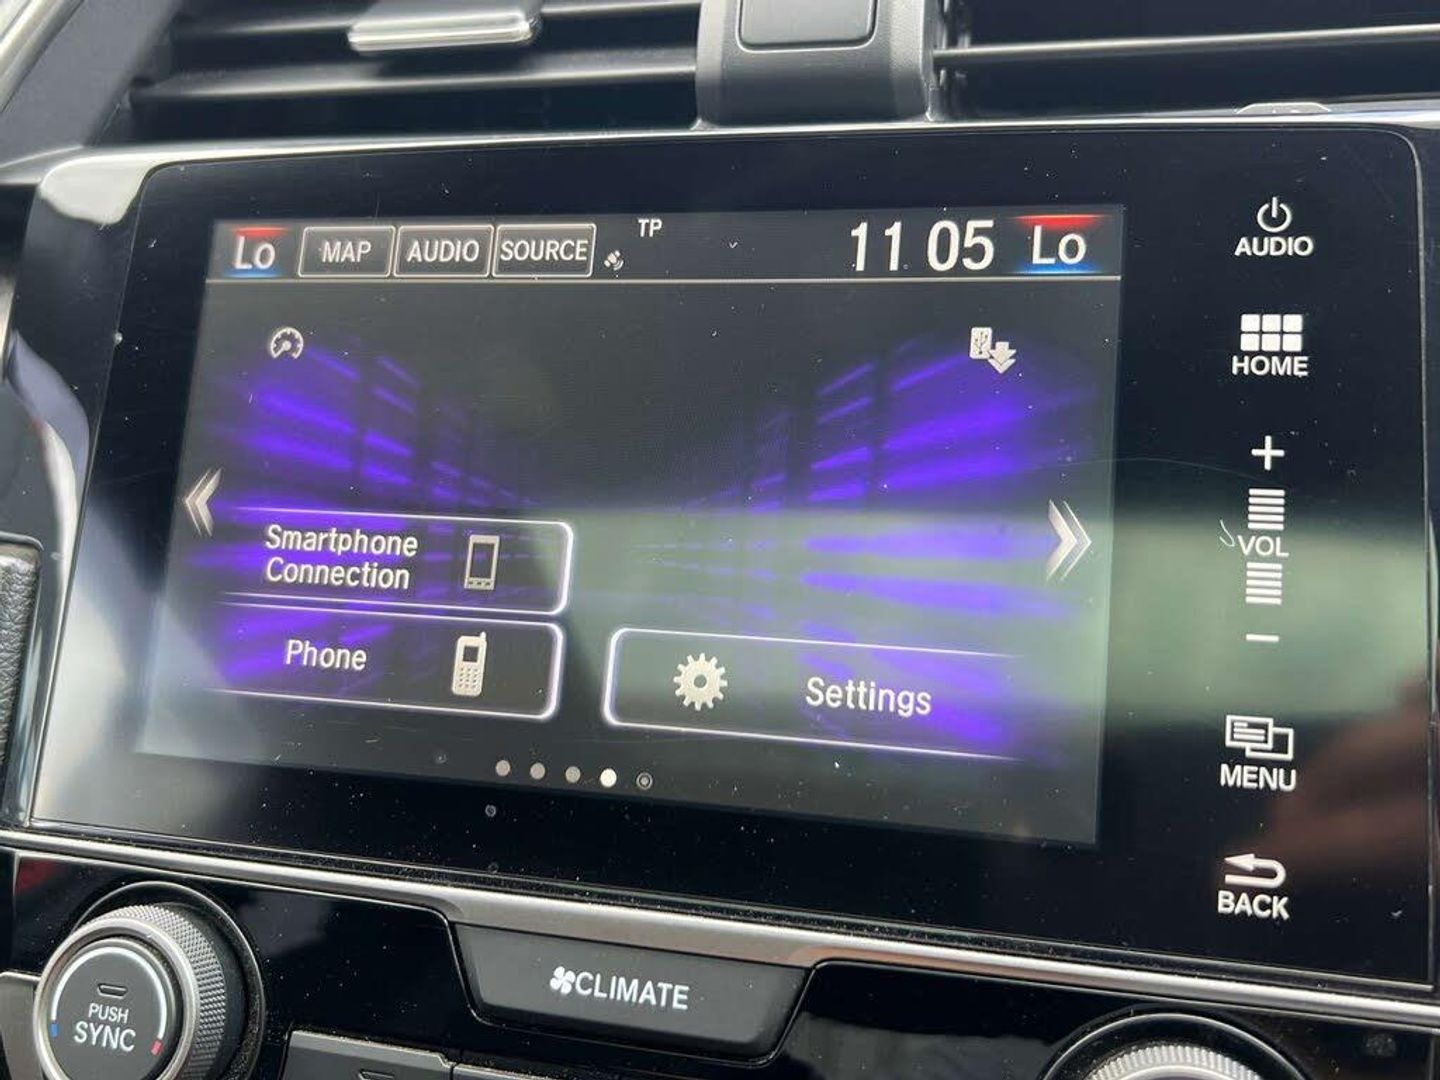 Lo MAP AUDIO SOURCE TP 11 05 Lo
AUDIO
HOME
+
VOL
−
MENU
BACK
Smartphone
Connection
Phone
Settings
CLIMATE
PUSH
SYNC